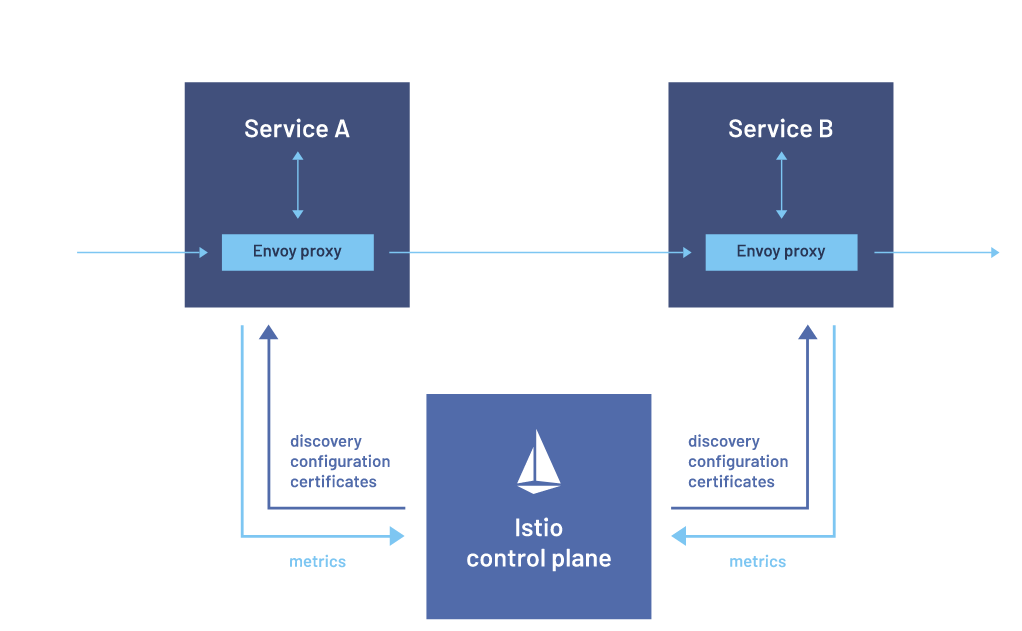 Service A
Service B
Envoy proxy
Envoy proxy
discovery
configuration
certificates
discovery
configuration
certificates
Istio
control plane
metrics
metrics